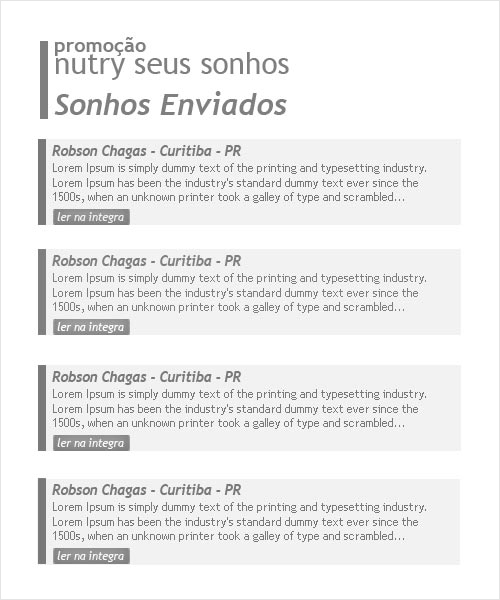 promoção
nutry seus sonhos
Sonhos Enviados
Robson Chagas - Curitiba - PR
Lorem Ipsum is simply dummy text of the printing and typesetting industry.
Lorem Ipsum has been the industry's standard dummy text ever since the
1500s, when an unknown printer took a galley of type and scrambled...
ler na integra
Robson Chagas - Curitiba - PR
Lorem Ipsum is simply dummy text of the printing and typesetting industry.
Lorem Ipsum has been the industry's standard dummy text ever since the
1500s, when an unknown printer took a galley of type and scrambled...
ler na integra
Robson Chagas - Curitiba - PR
Lorem Ipsum is simply dummy text of the printing and typesetting industry.
Lorem Ipsum has been the industry's standard dummy text ever since the
1500s, when an unknown printer took a galley of type and scrambled...
ler na integra
Robson Chagas - Curitiba - PR
Lorem Ipsum is simply dummy text of the printing and typesetting industry.
Lorem Ipsum has been the industry's standard dummy text ever since the
1500s, when an unknown printer took a galley of type and scrambled...
ler na integra